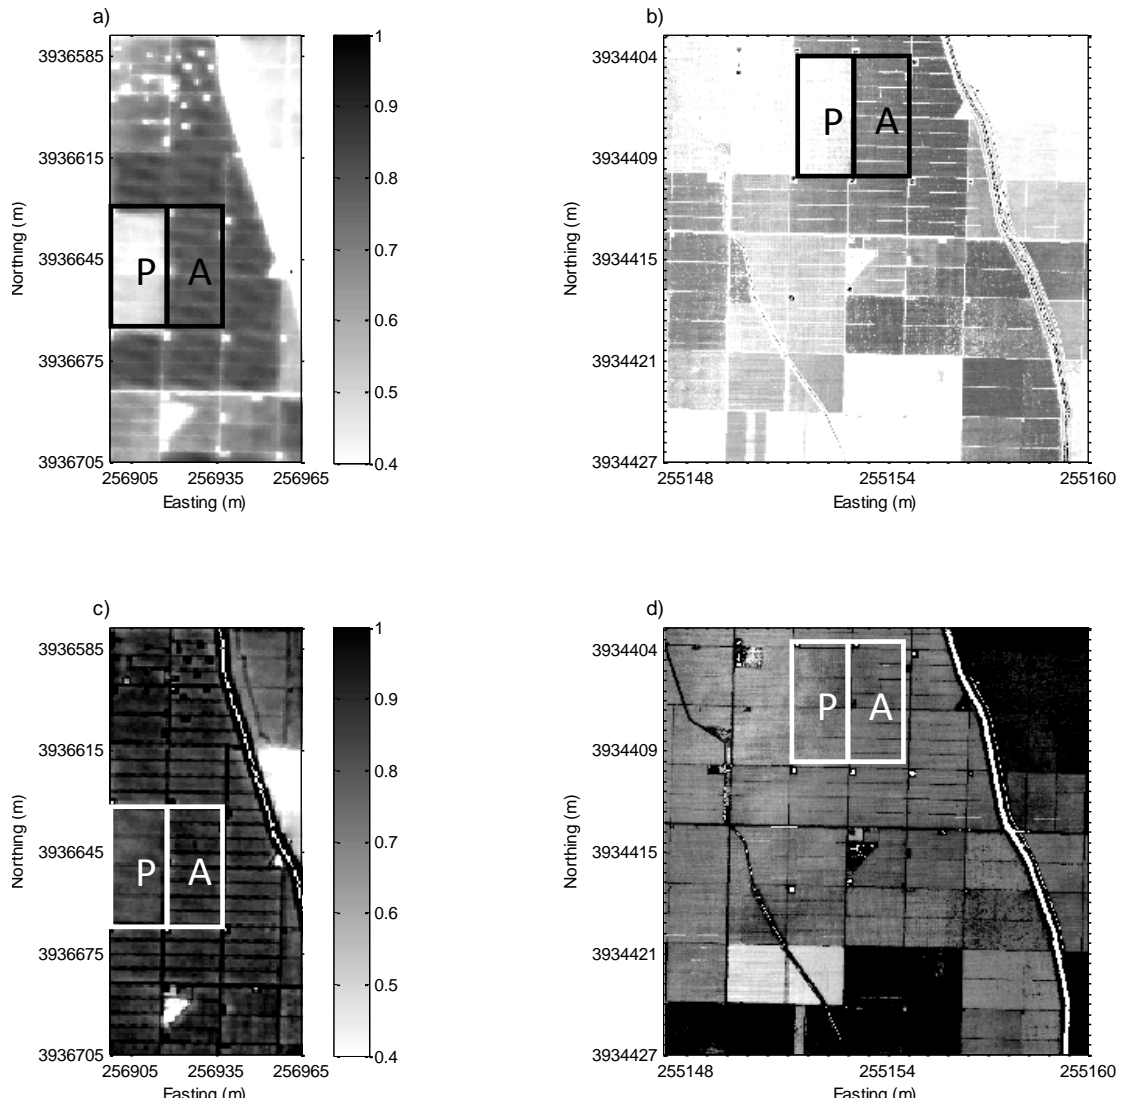 a)
3936585
3936615
3936645
3936675
3936705
Northing (m)
256905 256935 256965
Easting (m)
P A
1
0.9
0.8
0.7
0.6
0.5
0.4
b)
3934404
3934409
3934415
3934421
3934427
Northing (m)
255148 255154 255160
Easting (m)
P A
c)
3936585
3936615
3936645
3936675
3936705
Northing (m)
256905 256935 256965
Easting (m)
P A
1
0.9
0.8
0.7
0.6
0.5
0.4
d)
3934404
3934409
3934415
3934421
3934427
Northing (m)
255148 255154 255160
Easting (m)
P A